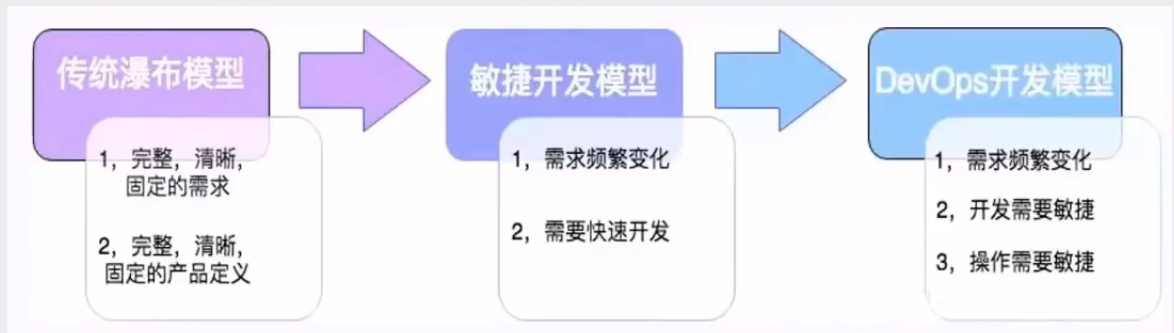 传统瀑布模型
1，完整，清晰，
固定的需求
2，完整，清晰，
固定的产品定义
敏捷开发模型
1，需求频繁变化
2，需要快速开发
DevOps开发模型
1，需求频繁变化
2，开发需要敏捷
3，操作需要敏捷